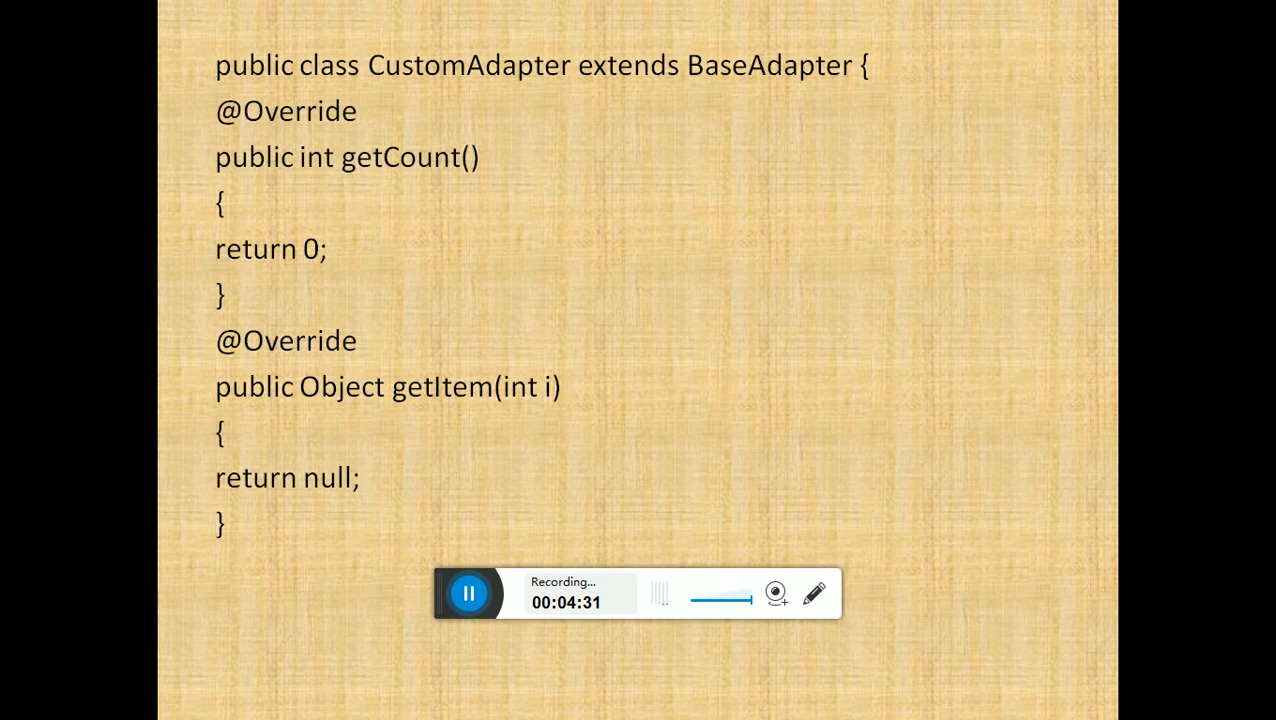 public class CustomAdapter extends BaseAdapter {
@Override
public int getCount()
{
return 0;
}
@Override
public Object getItem(int i)
{
return null;
}
Recording...
00:04:31